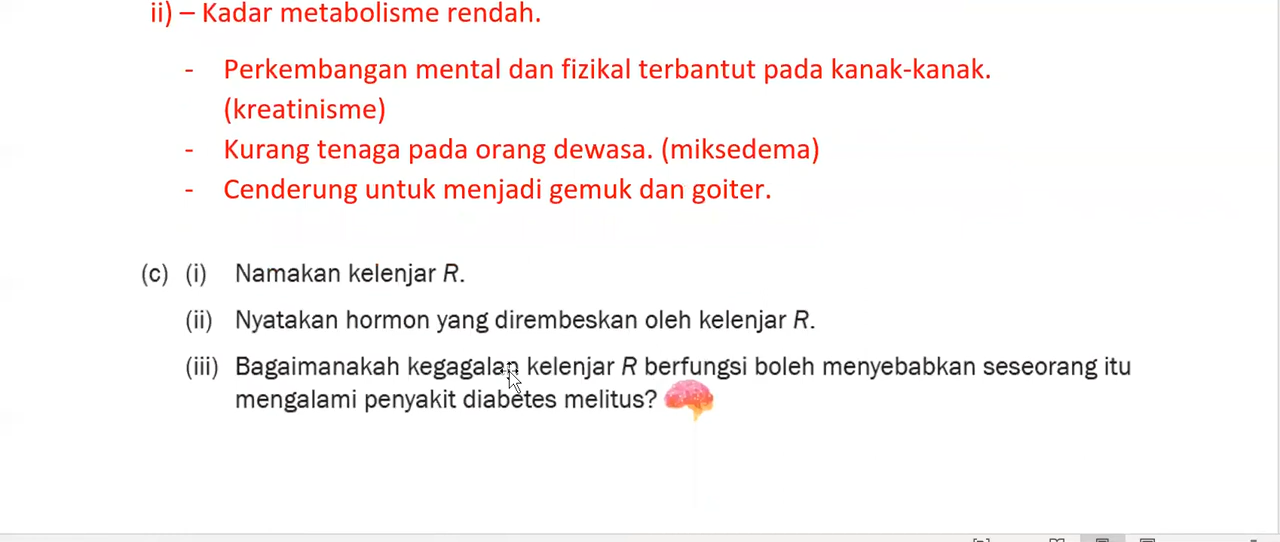 ii) – Kadar metabolisme rendah.
- Perkembangan mental dan fizikal terbantut pada kanak-kanak.
(kreatinisme)
- Kurang tenaga pada orang dewasa. (miksedema)
- Cenderung untuk menjadi gemuk dan goiter.
(c) (i) Namakan kelenjar R.
(ii) Nyatakan hormon yang dirembeskan oleh kelenjar R.
(iii) Bagaimanakah kegagalan kelenjar R berfungsi boleh menyebabkan seseorang itu
mengalami penyakit diabetes melitus?